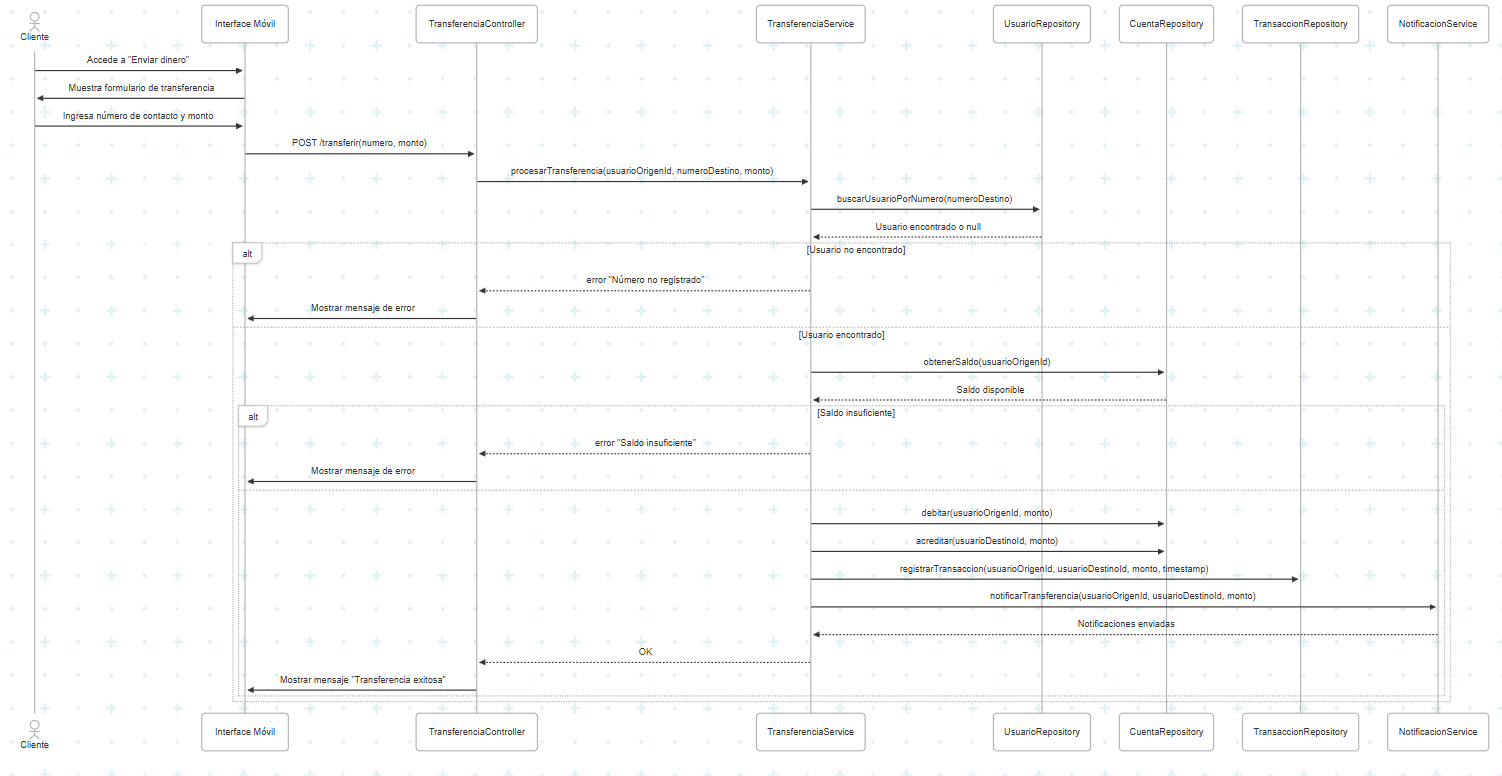 Cliente
Interface Móvil
TransferenciaController
TransferenciaService
UsuarioRepository
CuentaRepository
TransaccionRepository
NotificacionService
Accede a "Enviar dinero"
Muestra formulario de transferencia
Ingresa número de contacto y monto
POST /transferir(numero, monto)
procesarTransferencia(usuarioOrigenId, numeroDestino, monto)
buscarUsuarioPorNumero(numeroDestino)
Usuario encontrado o null
alt
[Usuario no encontrado]
error "Número no registrado"
Mostrar mensaje de error
[Usuario encontrado]
obtenerSaldo(usuarioOrigenId)
Saldo disponible
alt
[Saldo insuficiente]
error "Saldo insuficiente"
Mostrar mensaje de error
debitar(usuarioOrigenId, monto)
acreditar(usuarioDestinoId, monto)
registrarTransaccion(usuarioOrigenId, usuarioDestinoId, monto, timestamp)
notificarTransferencia(usuarioOrigenId, usuarioDestinoId, monto)
Notificaciones enviadas
OK
Mostrar mensaje "Transferencia exitosa"
Cliente
Interface Móvil
TransferenciaController
TransferenciaService
UsuarioRepository
CuentaRepository
TransaccionRepository
NotificacionService